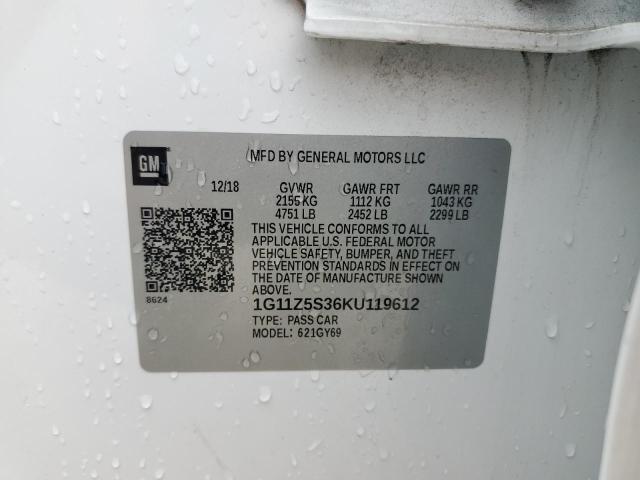 GM
MFD BY GENERAL MOTORS LLC
12/18 GVWR GAWR FRT GAWR RR
2155 KG 1112 KG 1043 KG
4751 LB 2452 LB 2299 LB
THIS VEHICLE CONFORMS TO ALL
APPLICABLE U.S. FEDERAL MOTOR
VEHICLE SAFETY, BUMPER, AND THEFT
PREVENTION STANDARDS IN EFFECT ON
THE DATE OF MANUFACTURE SHOWN
ABOVE.
8624
1G11Z5S36KU119612
TYPE: PASS CAR
MODEL: 621GY69